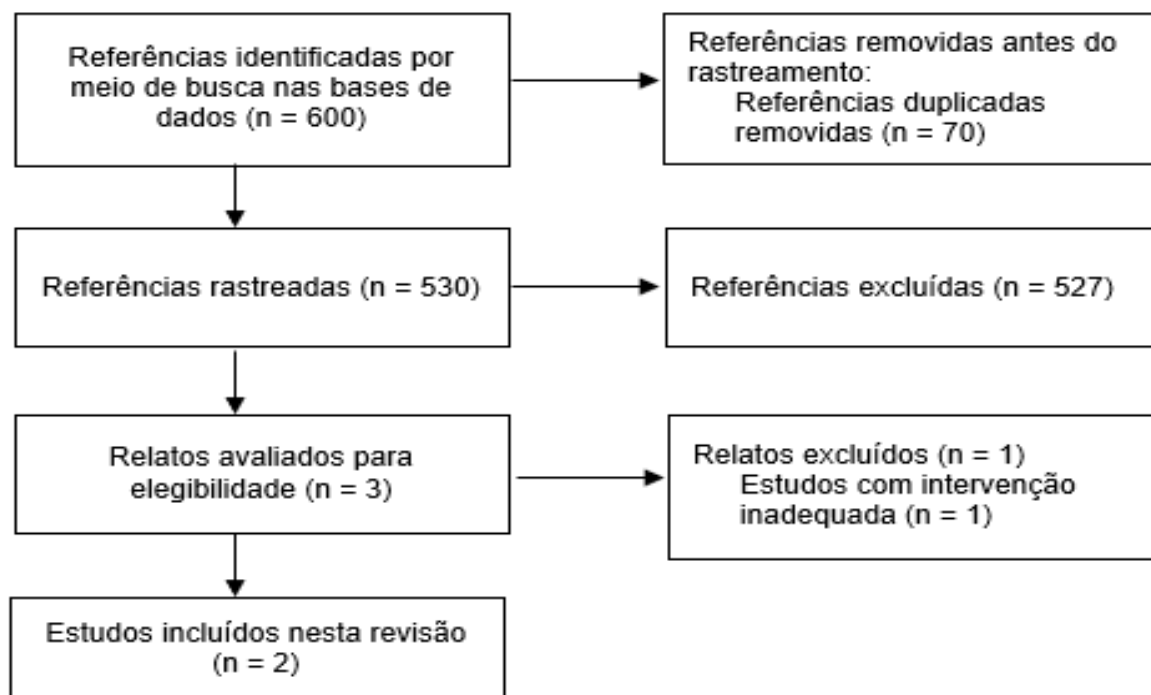 Referências identificadas por
meio de busca nas bases de
dados (n = 600)
Referências removidas antes do
rastreamento:
Referências duplicadas
removidas (n = 70)
Referências rastreadas (n = 530)
Referências excluídas (n = 527)
Relatos avaliados para
elegibilidade (n = 3)
Relatos excluídos (n = 1)
Estudos com intervenção
inadequada (n = 1)
Estudos incluídos nesta revisão
(n = 2)